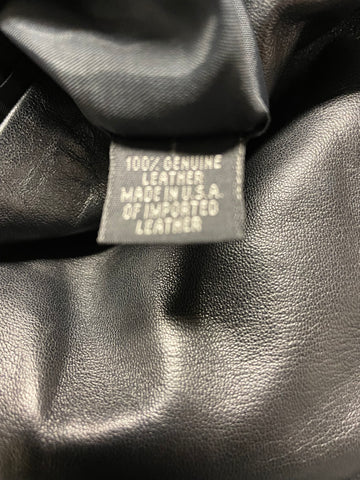 100% GENUINE
LEATHER
MADE IN U.S.A.
OF IMPORTED
LEATHER